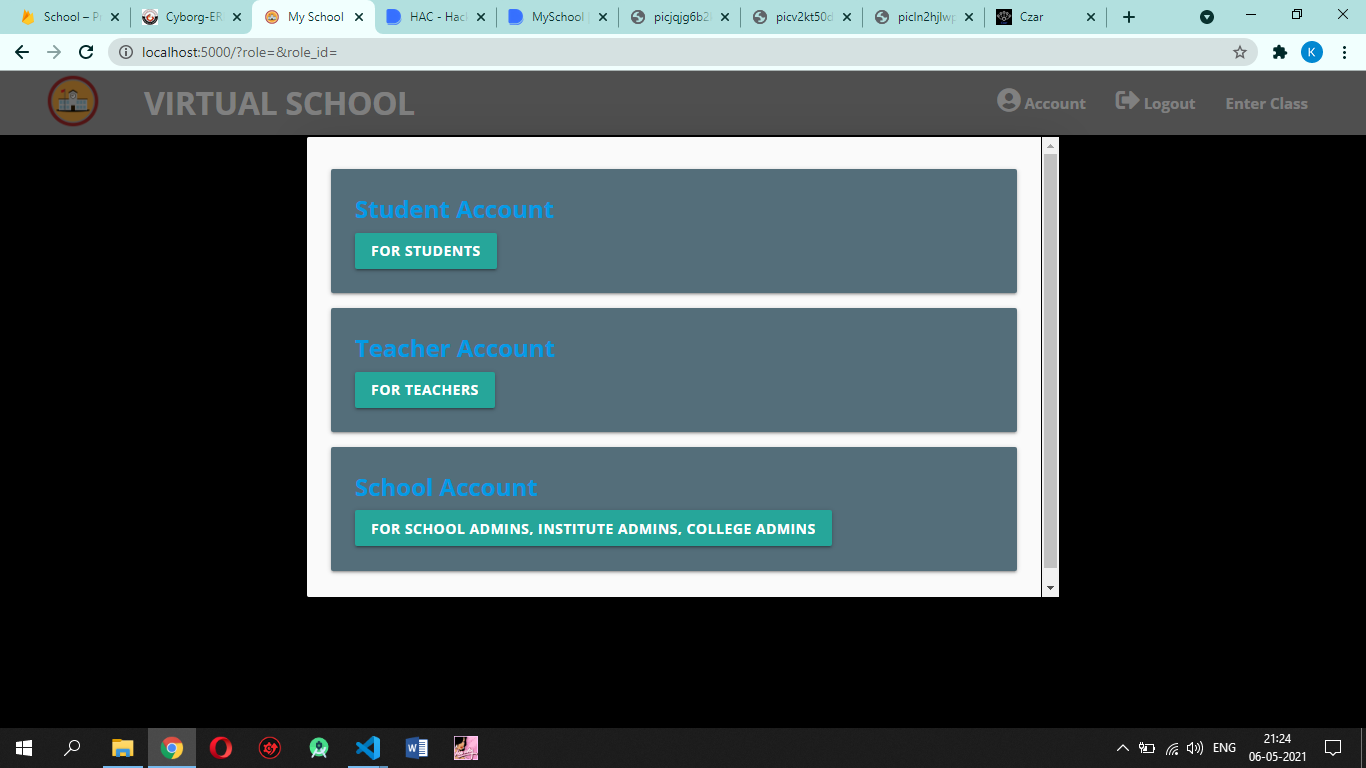 School – P
Cyborg-ER
My School
HAC - Hac
MySchool
picjqjg6b2
picv2kt50c
picln2hjlwp
Czar
K
localhost:5000/?role=&role_id=
VIRTUAL SCHOOL
Account
Logout
Enter Class
Student Account
FOR STUDENTS
Teacher Account
FOR TEACHERS
School Account
FOR SCHOOL ADMINS, INSTITUTE ADMINS, COLLEGE ADMINS
ENG
21:24
06-05-2021